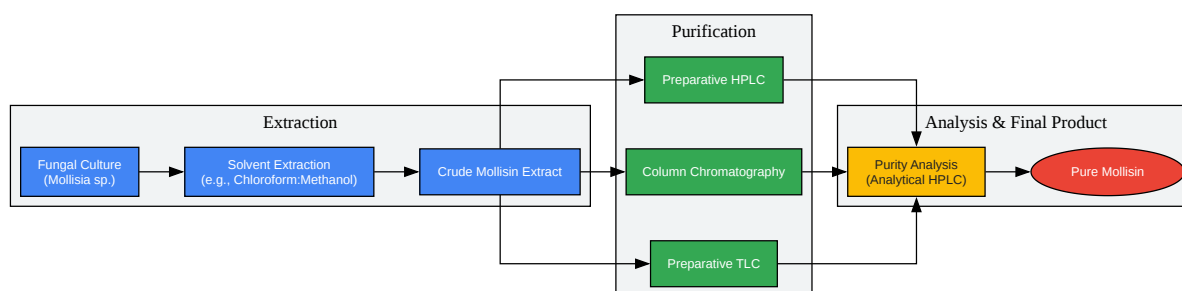 Extraction
Fungal Culture
(Mollisia sp.)
Solvent Extraction
(e.g., Chloroform:Methanol)
Crude Mollisin Extract
Purification
Preparative HPLC
Column Chromatography
Preparative TLC
Analysis & Final Product
Purity Analysis
(Analytical HPLC)
Pure Mollisin